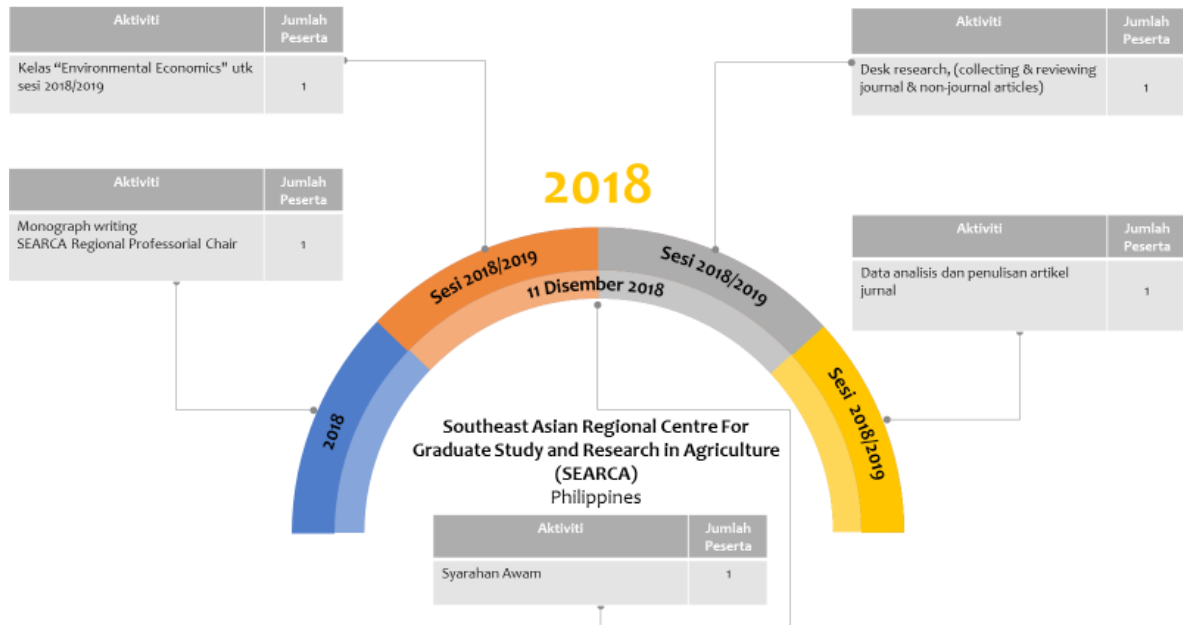 Aktiviti Jumlah Peserta
Kelas “Environmental Economics” utk
sesi 2018/2019
1
Aktiviti Jumlah Peserta
Monograph writing
SEARCA Regional Professorial Chair
1
Aktiviti Jumlah Peserta
Desk research, (collecting & reviewing
journal & non-journal articles)
1
Aktiviti Jumlah Peserta
Data analisis dan penulisan artikel
jurnal
1
2018
2018
Sesi 2018/2019
Sesi 2018/2019
Sesi 2018/2019
11 Disember 2018
Southeast Asian Regional Centre For
Graduate Study and Research in Agriculture
(SEARCA)
Philippines
Aktiviti Jumlah Peserta
Syarahan Awam 1